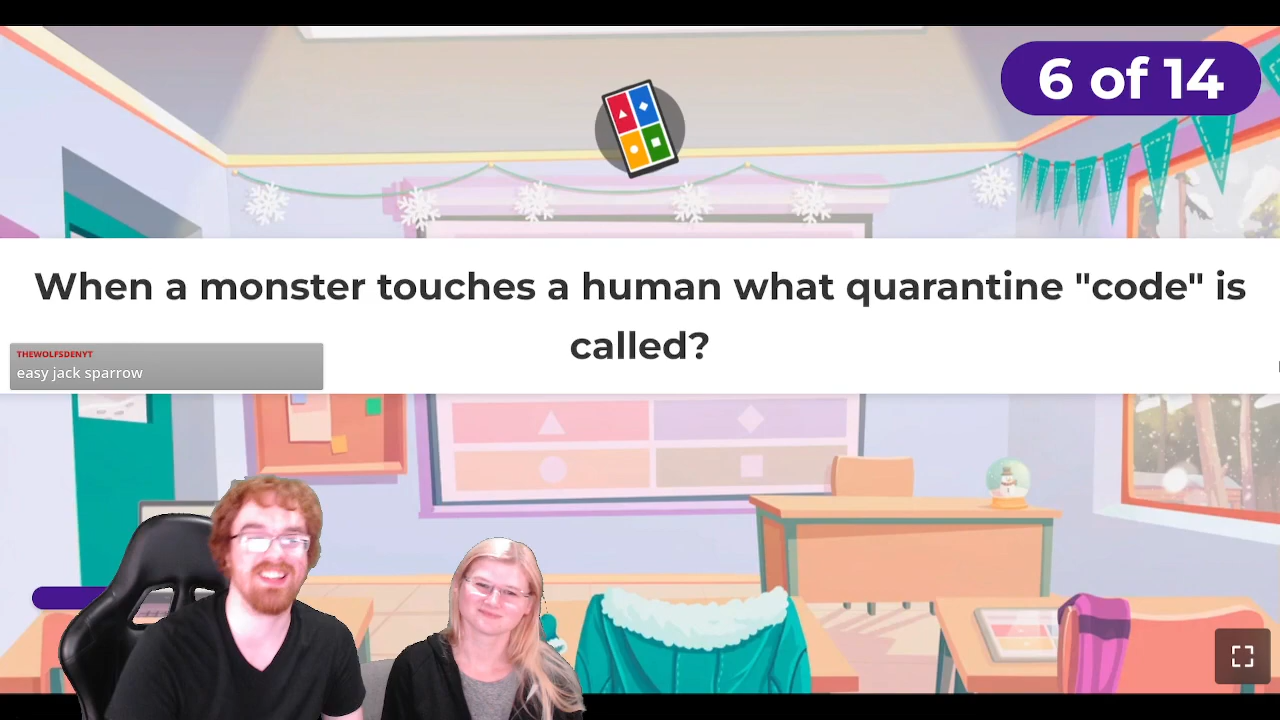 6 of 14
When a monster touches a human what quarantine "code" is
called?
THEWOLFSDENYT
easy jack sparrow